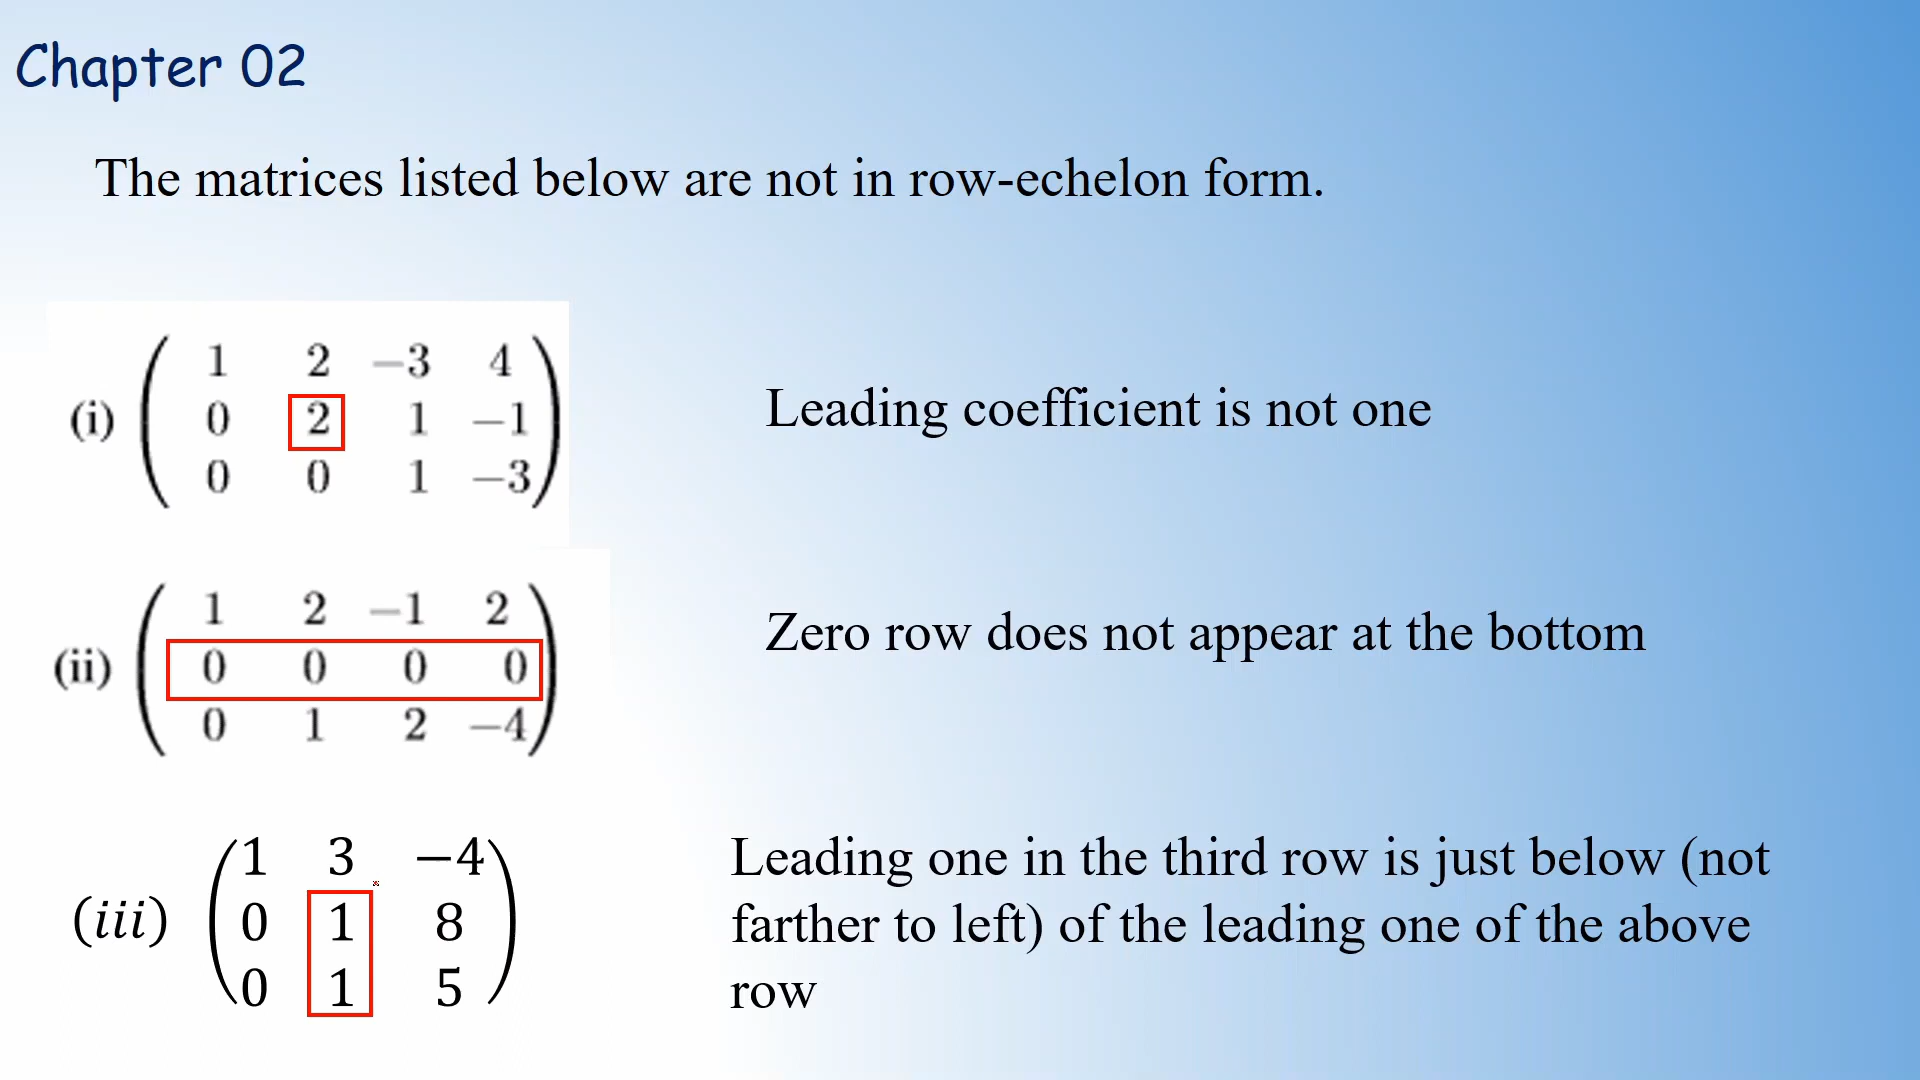 Chapter 02
The matrices listed below are not in row-echelon form.
1 2 −3 4
(i) 0 2 1 −1
0 0 1 −3
Leading coefficient is not one
1 2 −1 2
(ii) 0 0 0 0
0 1 2 −4
Zero row does not appear at the bottom
1 3 −4
(iii) 0 1 8
0 1 5
Leading one in the third row is just below (not
farther to left) of the leading one of the above
row